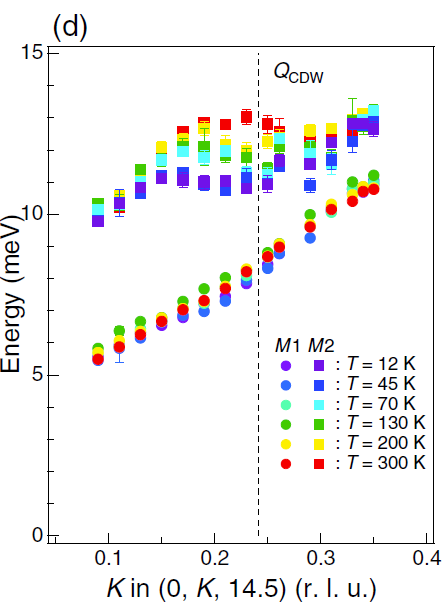 (d)
15
10
5
0
Energy (meV)
Q CDW
M1 M2
: T = 12 K
: T = 45 K
: T = 70 K
: T = 130 K
: T = 200 K
: T = 300 K
0.1 0.2 0.3 0.4
K in (0, K, 14.5) (r. l. u.)